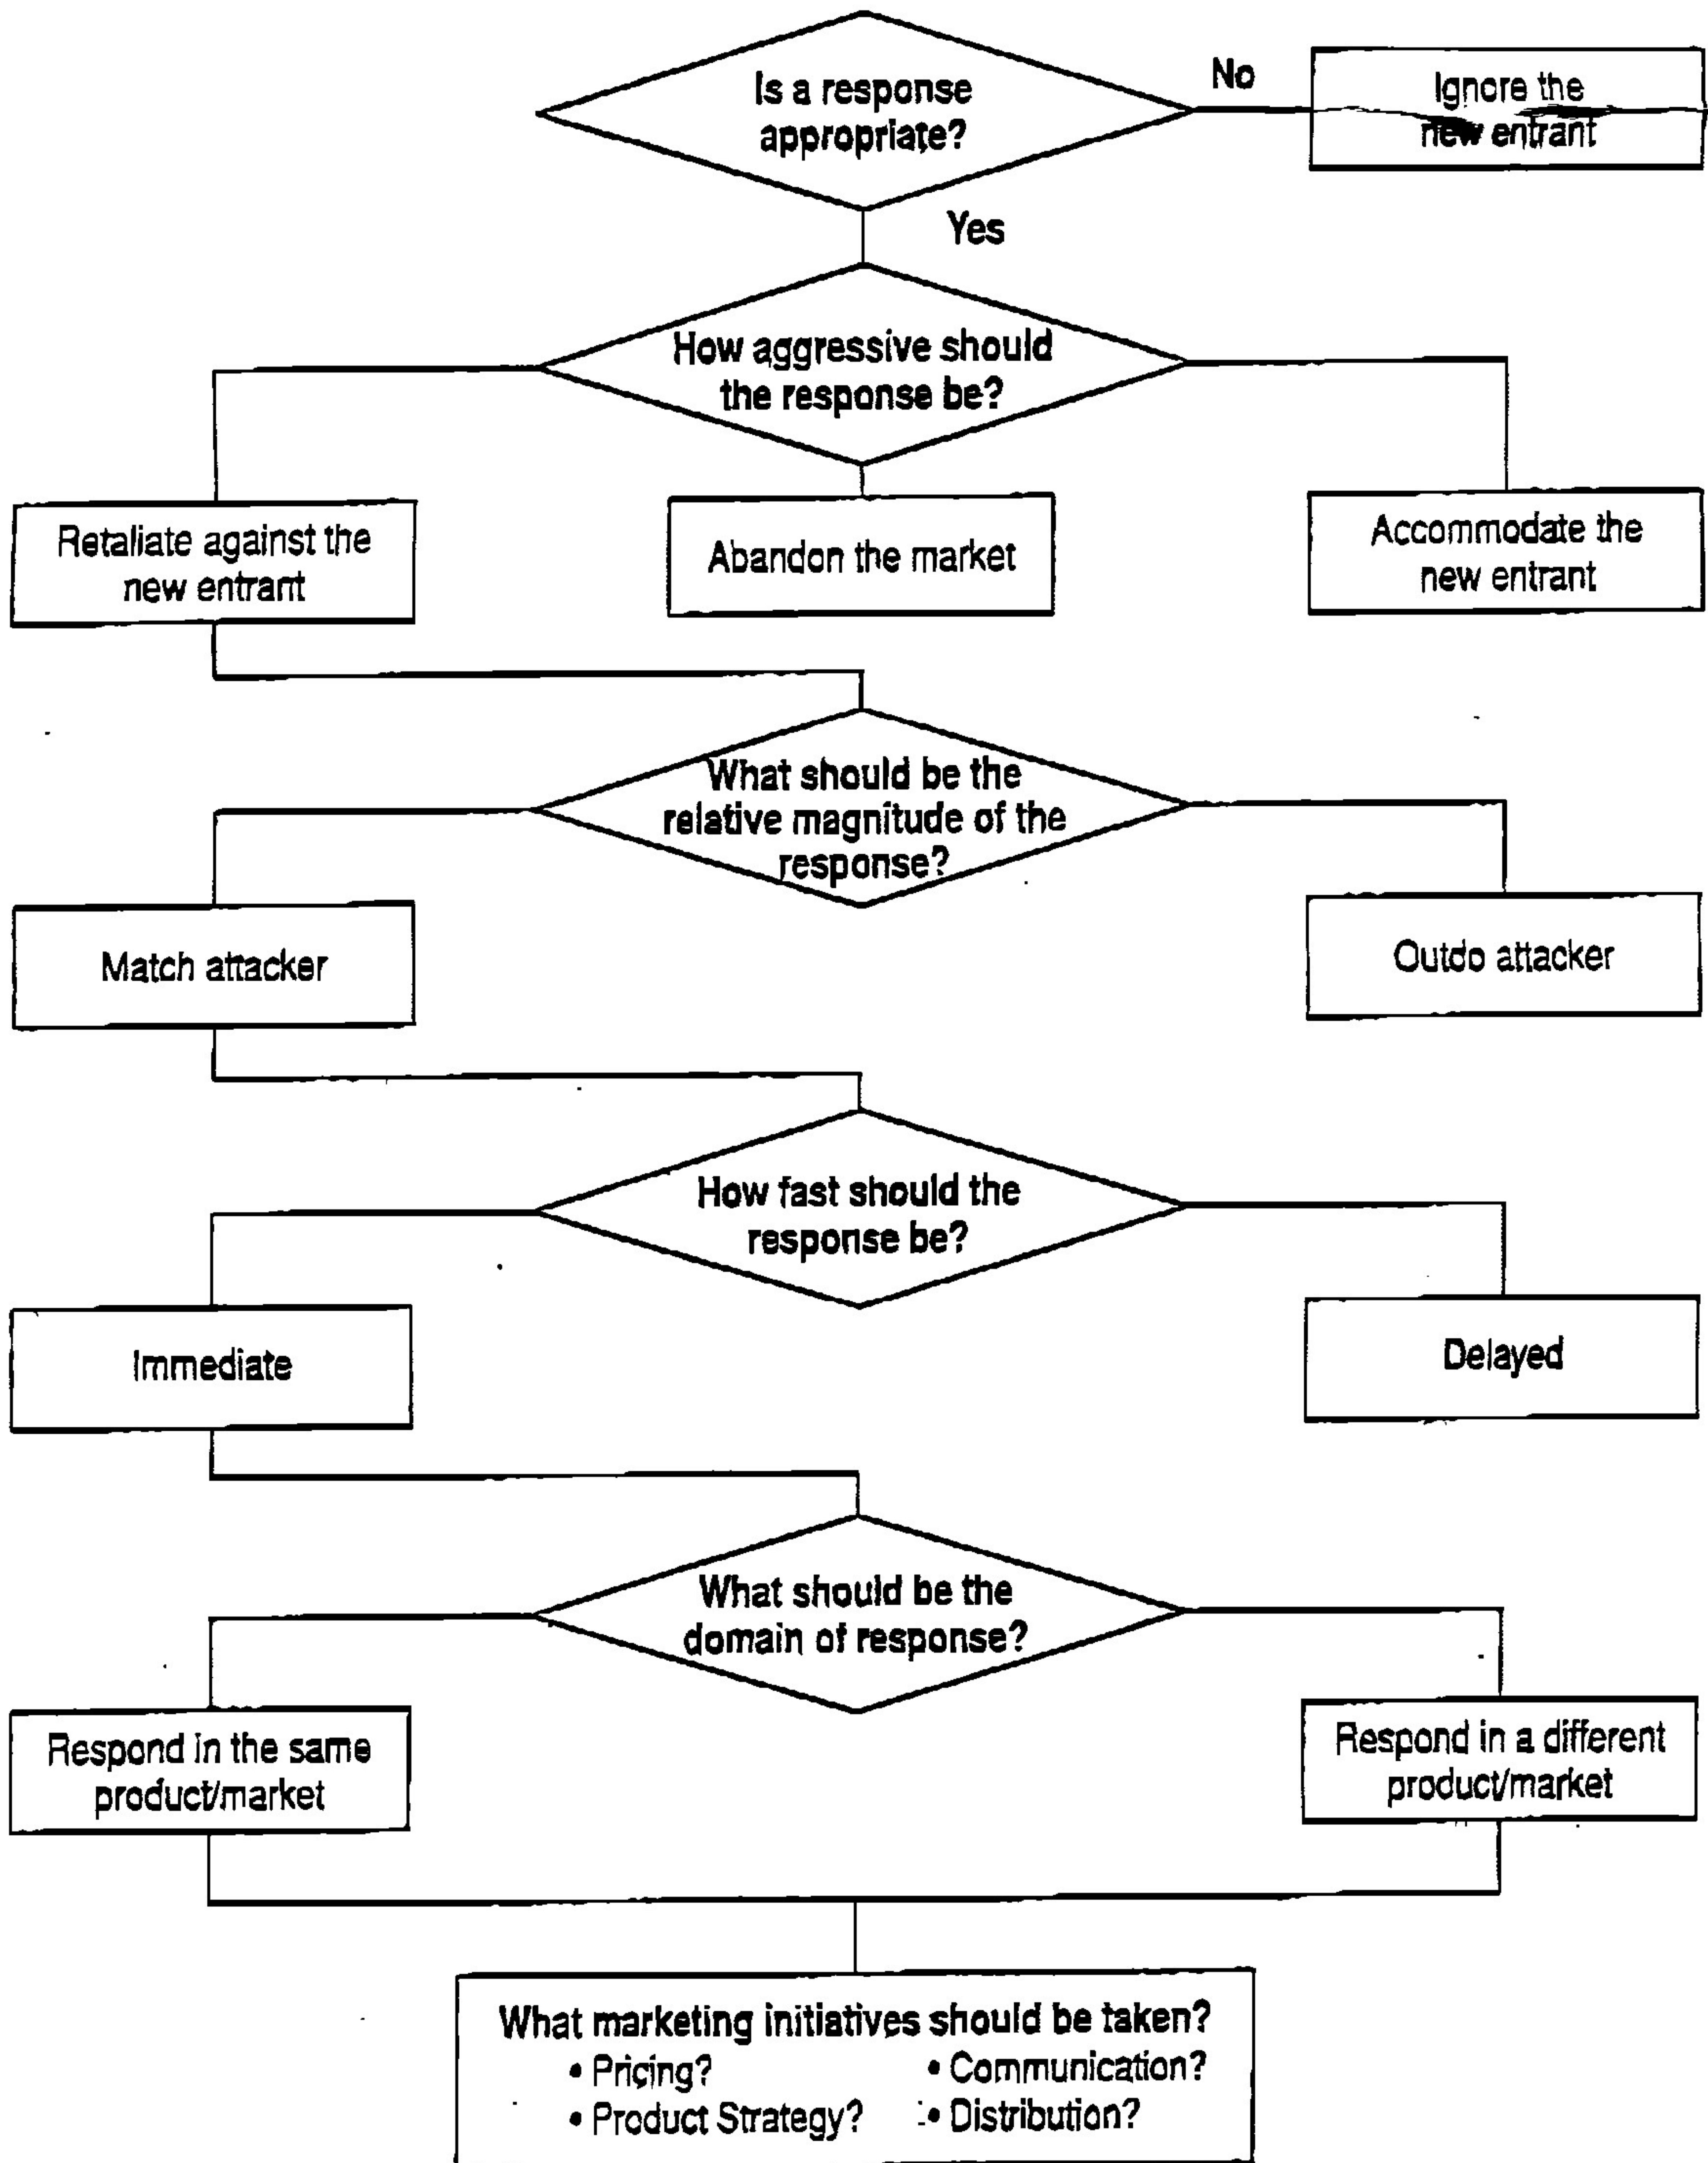 Is a response
appropriate?
No
Ignore the
new entrant
Yes
How aggressive should
the response be?
Retaliate against the
new entrant
Abandon the market
Accommodate the
new entrant
What should be the
relative magnitude of the
response?
Match attacker
Outdo attacker
How fast should the
response be?
Immediate
Delayed
What should be the
domain of response?
Respond in the same
product/market
Respond in a different
product/market
What marketing initiatives should be taken?
• Pricing?
• Communication?
• Product Strategy?
• Distribution?